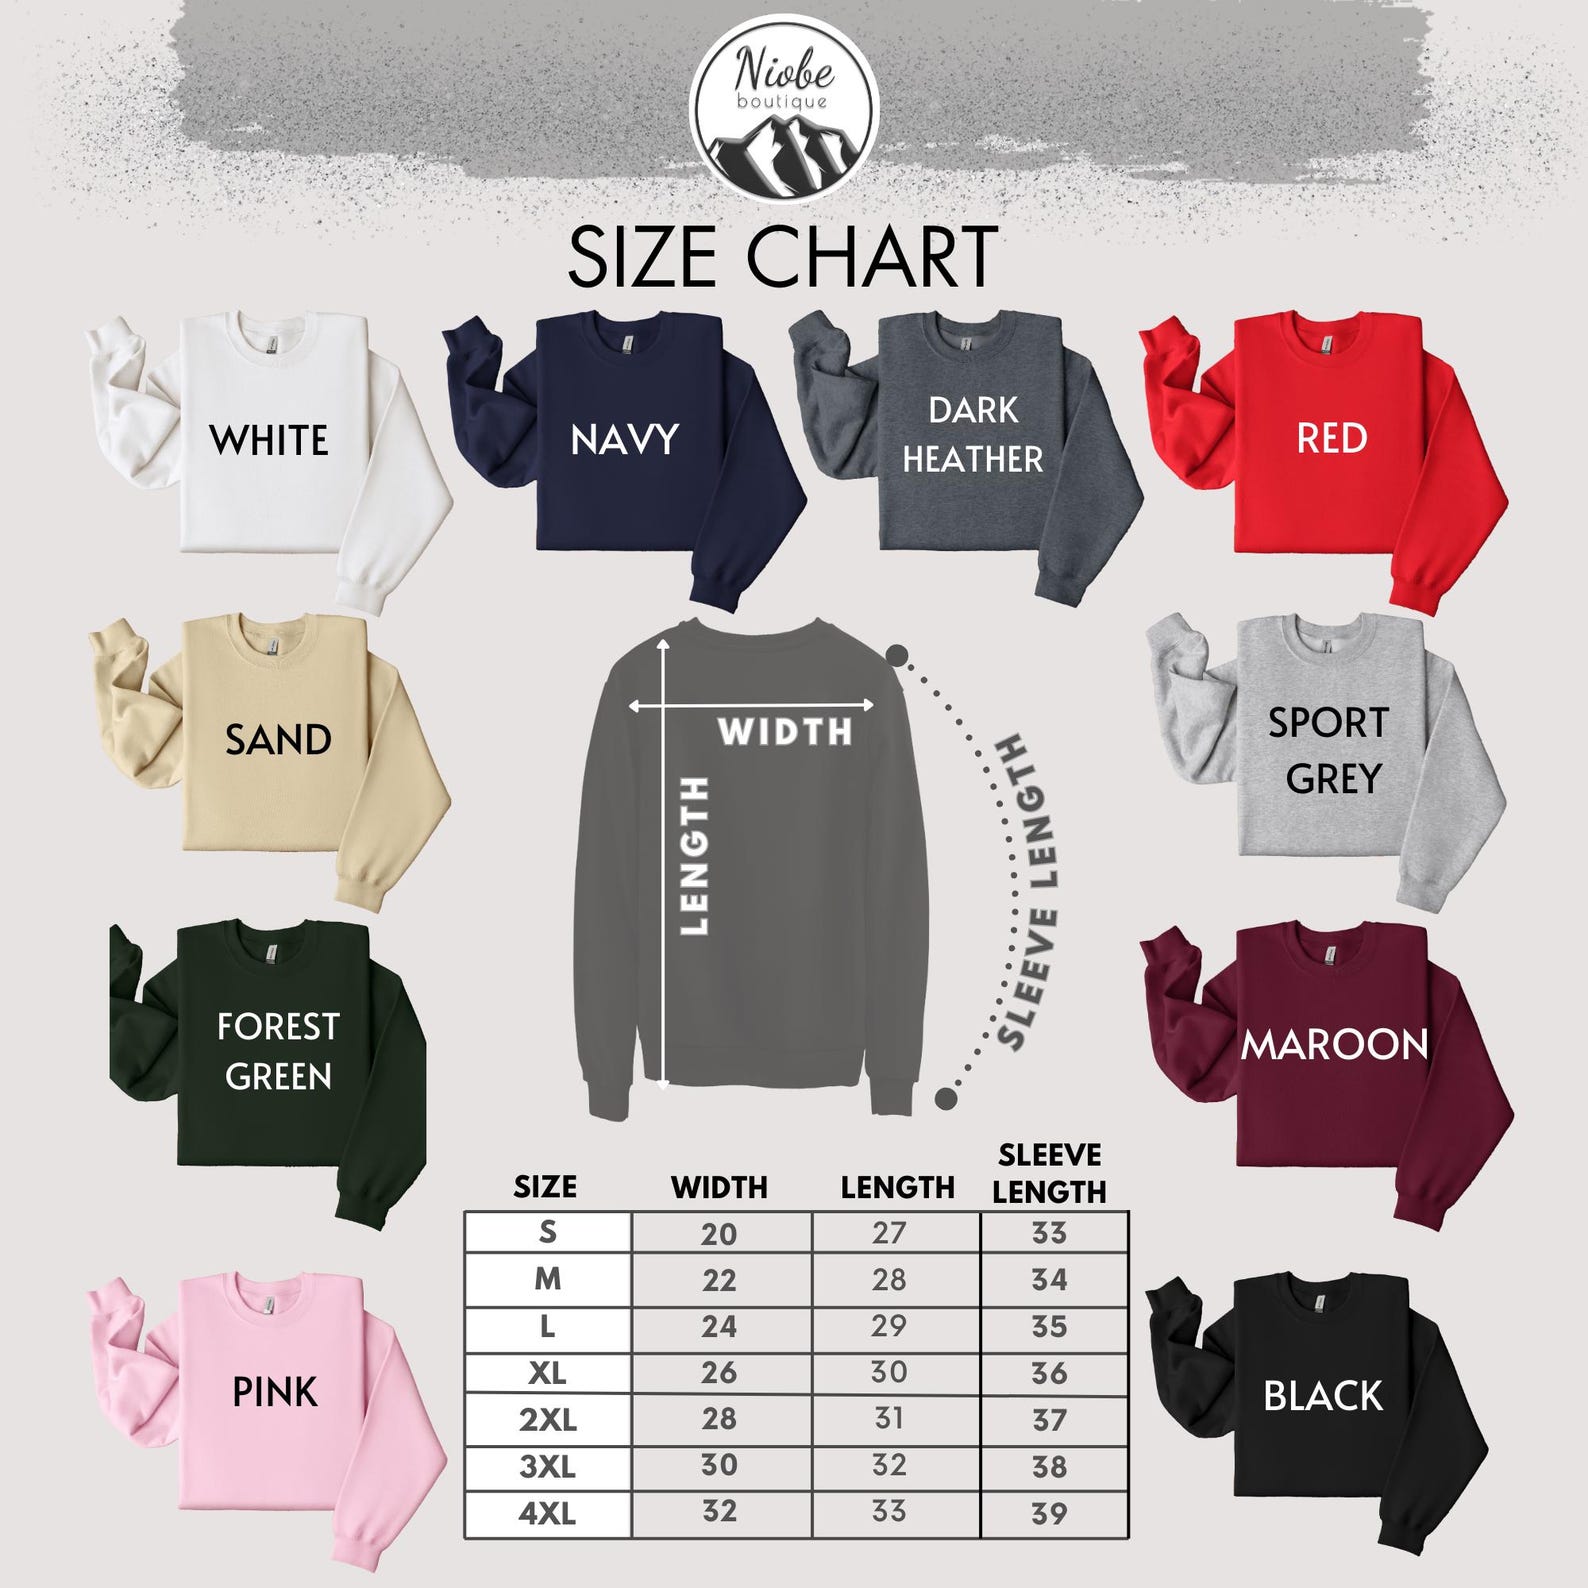 Niobe
boutique
SIZE CHART
WHITE
NAVY
DARK
HEATHER
RED
SAND
WIDTH
LENGTH
SLEEVE LENGTH
SPORT
GREY
FOREST
GREEN
MAROON
PINK
BLACK
SIZE WIDTH LENGTH SLEEVE LENGTH
S 20 27 33
M 22 28 34
L 24 29 35
XL 26 30 36
2XL 28 31 37
3XL 30 32 38
4XL 32 33 39